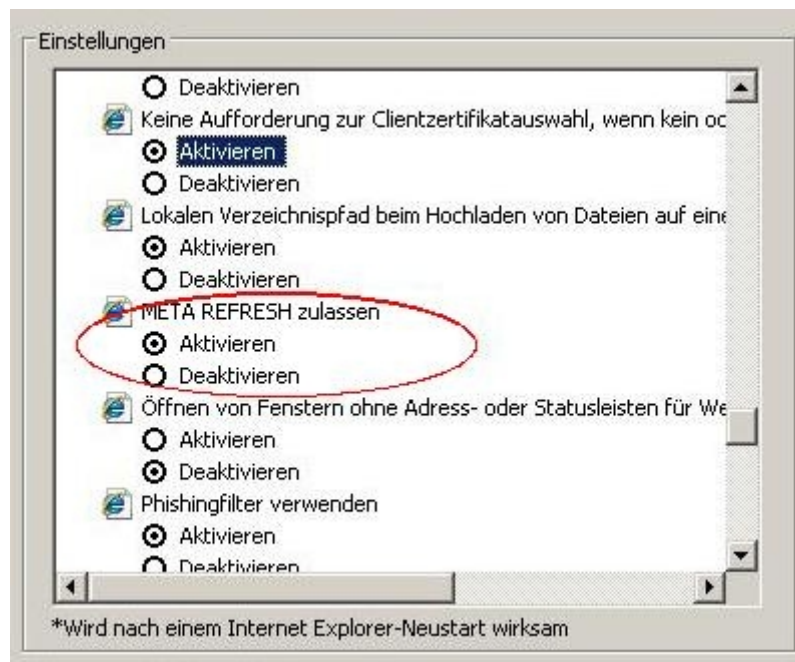 Einstellungen
Deaktivieren
Keine Aufforderung zur Clientzertifikatauswahl, wenn kein
Aktivieren
Deaktivieren
Lokalen Verzeichnispfad beim Hochladen von Dateien auf eine
Aktivieren
Deaktivieren
META REFRESH zulassen
Aktivieren
Deaktivieren
Öffnen von Fenstern ohne Adress- oder Statusleisten für We
Aktivieren
Deaktivieren
Phishingfilter verwenden
Aktivieren
Deaktivieren
*Wird nach einem Internet Explorer-Neustart wirksam